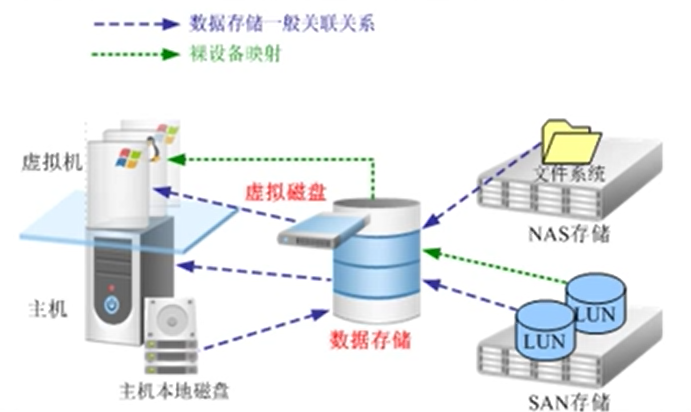 数据存储一般关联关系
裸设备映射
虚拟机
虚拟磁盘
文件系统
NAS存储
主机
数据存储
LUN
LUN
主机本地磁盘
SAN存储